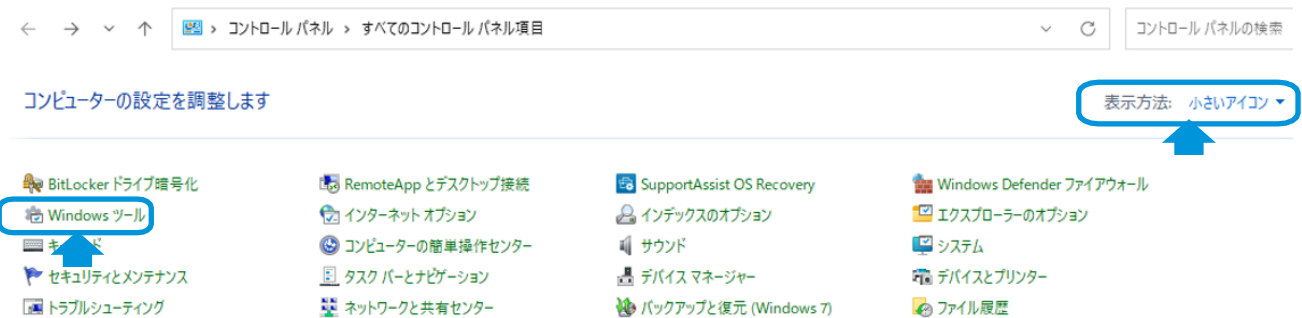 コントロール パネル › すべてのコントロール パネル項目
コントロール パネルの検索
コンピューターの設定を調整します
表示方法: 小さいアイコン
BitLocker ドライブ暗号化 RemoteApp とデスクトップ接続 SupportAssist OS Recovery Windows Defender ファイアウォール
Windows ツール インターネット オプション インデックスのオプション エクスプローラーのオプション
コンピューターの簡単操作センター サウンド システム
セキュリティとメンテナンス タスク バーとナビゲーション デバイス マネージャー デバイスとプリンター
トラブルシューティング ネットワークと共有センター バックアップと復元 (Windows 7) ファイル履歴